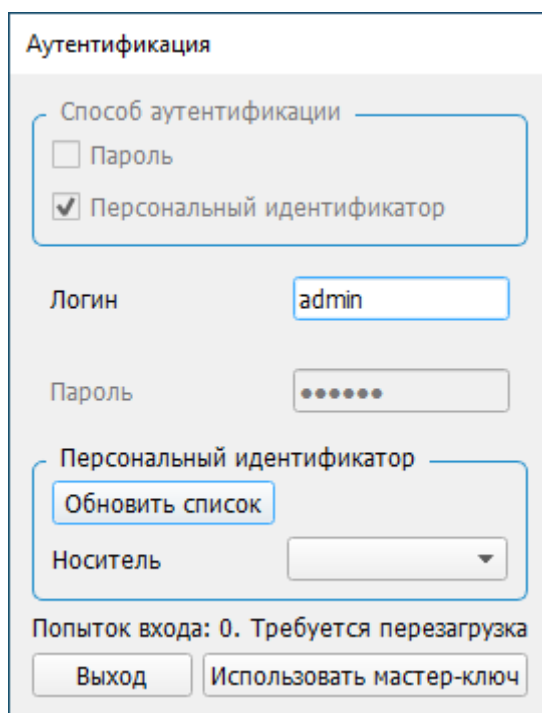 Аутентификация
Способ аутентификации
Пароль
Персональный идентификатор
Логин admin
Пароль ••••••
Персональный идентификатор
Обновить список
Носитель
Попыток входа: 0. Требуется перезагрузка
Выход Использовать мастер-ключ